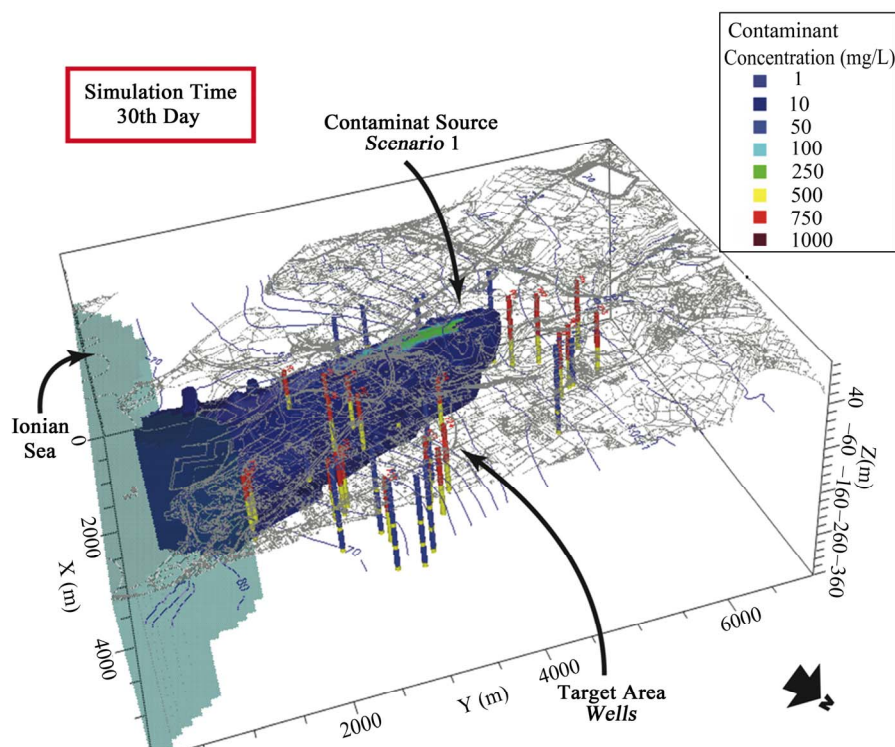 Simulation Time
30th Day
Contaminat Source
Scenario 1
Contaminant
Concentration (mg/L)
1
10
50
100
250
500
750
1000
Ionian
Sea
0
2000
4000
X (m)
2000
4000
6000
Y (m)
40
-60
-160
-260
-360
Z(m)
Target Area
Wells
80
N